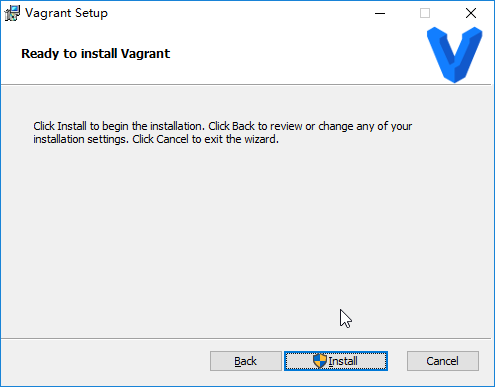 Vagrant Setup
Ready to install Vagrant
Click Install to begin the installation. Click Back to review or change any of your
installation settings. Click Cancel to exit the wizard.
Back Install Cancel